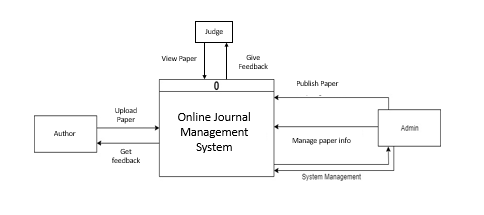 Judge
View Paper
Give
Feedback
0
Publish Paper
Online Journal
Management
System
Upload
Paper
Author
Admin
Get
feedback
Manage paper info
System Management